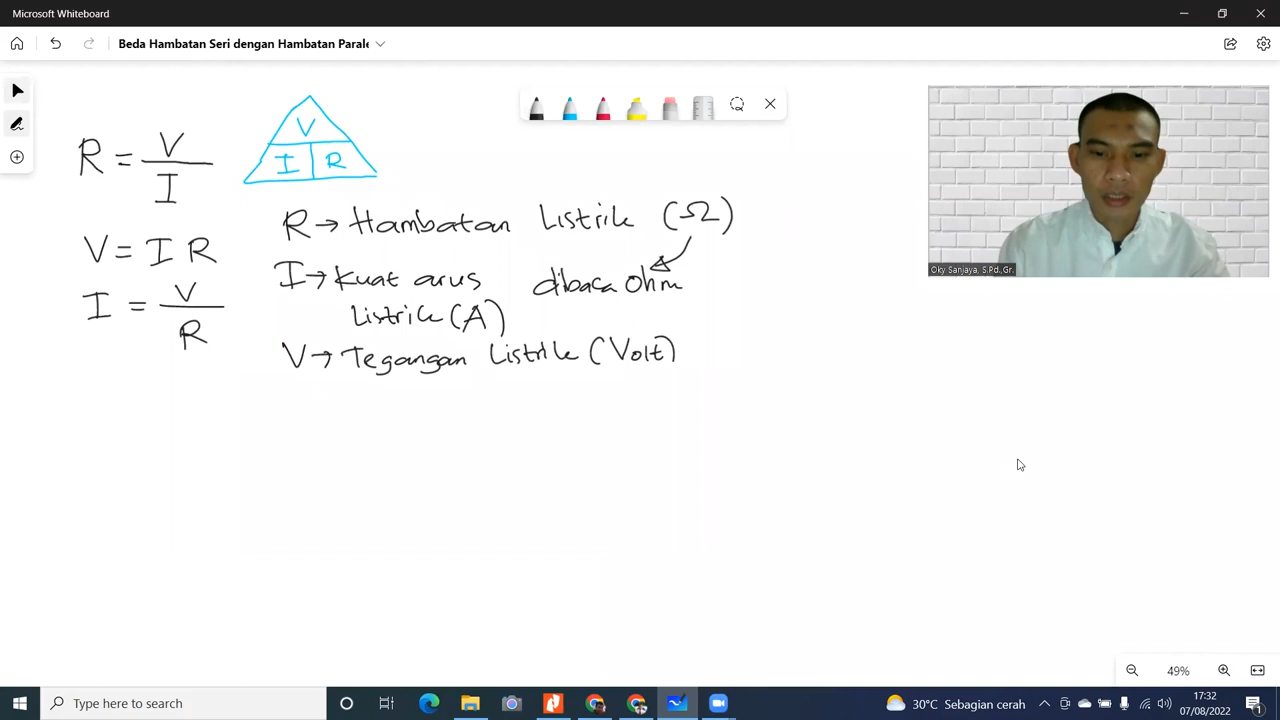 Microsoft Whiteboard
Beda Hambatan Seri dengan Hambatan Parale
R = V / I
V
I R
V = I R
I = V / R
R → Hambatan Listrik (Ω)
I → Kuat arus Listrik (A)
dibaca Ohm
V → Tegangan Listrik (Volt)
Oky Sanjaya, S.Pd,.Gr.
49%
Type here to search
30°C Sebagian cerah
17:32
07/08/2022
1